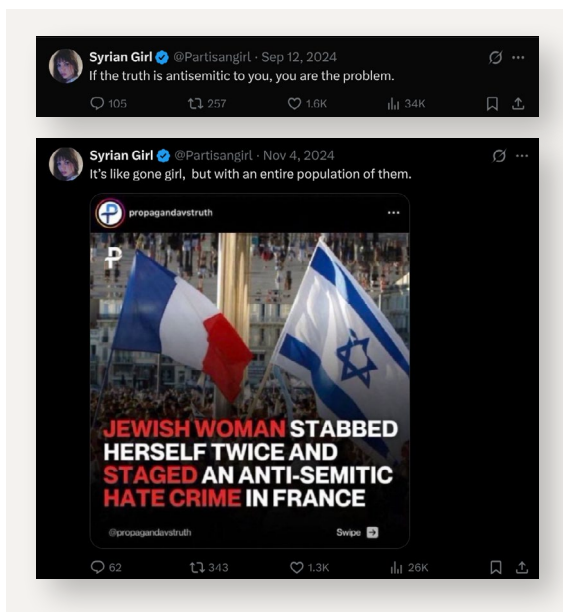 Syrian Girl @Partisangirl · Sep 12, 2024
If the truth is antisemitic to you, you are the problem.
105 257 1.6K 34K
Syrian Girl @Partisangirl · Nov 4, 2024
It's like gone girl, but with an entire population of them.
propagandavstruth
P
JEWISH WOMAN STABBED
HERSELF TWICE AND
STAGED AN ANTI-SEMITIC
HATE CRIME IN FRANCE
@propagandavstruth Swipe
62 343 1.3K 26K